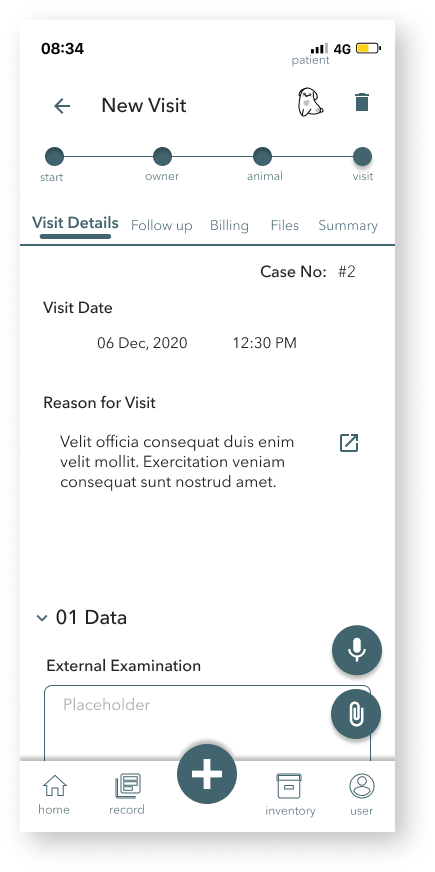 08:34
4G
patient
New Visit
start
owner
animal
visit
Visit Details
Follow up
Billing
Files
Summary
Case No: #2
Visit Date
06 Dec, 2020 12:30 PM
Reason for Visit
Velit officia consequat duis enim
velit mollit. Exercitation veniam
consequat sunt nostrud amet.
01 Data
External Examination
Placeholder
home
record
inventory
user